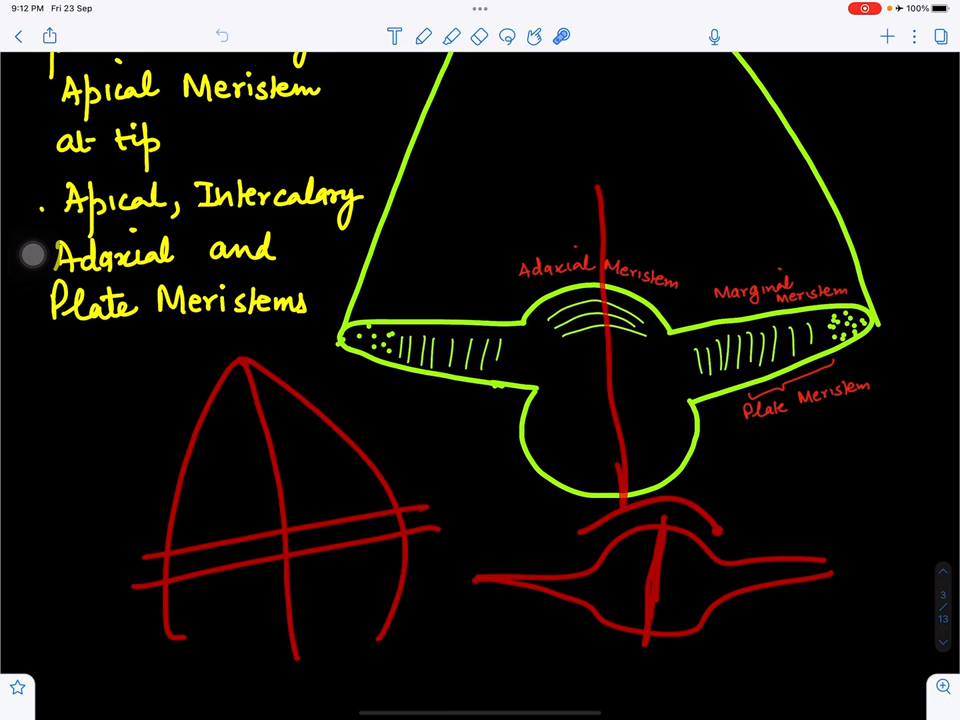 9:12 PM Fri 23 Sep
100%
Apical Meristem
at tip
. Apical, Intercalary
Adaxial and
Plate Meristems
Adaxial Meristem
Marginal
meristem
Plate Meristem
3
/
13